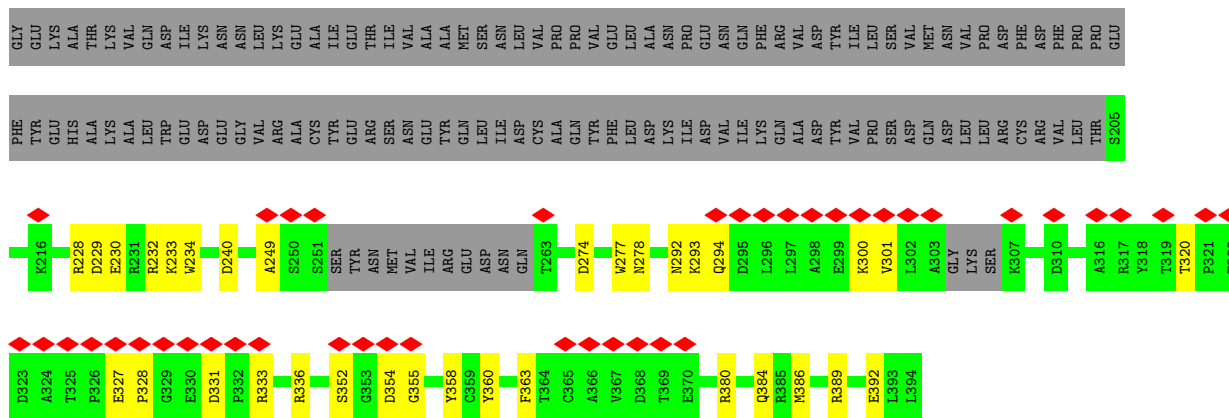 GLY GLU LYS ALA THR LYS VAL GLN ASP ILE LYS ASN ASN LEU LYS GLU ALA ILE GLU THR ILE VAL ALA ALA MET SER ASN LEU VAL PRO PRO VAL GLU LEU ALA ASN PRO GLU ASN GLN PHE ARG VAL ASP TYR ILE LEU SER VAL MET ASN VAL PRO ASP PHE ASP PHE PRO PRO GLU
PHE TYR GLU HIS ALA LYS ALA LEU TRP GLU ASP GLU GLY VAL ARG ALA CYS TYR GLU ARG SER ASN GLU TYR GLN LEU ILE ASP CYS ALA GLN TYR PHE LEU ASP LYS ILE ASP VAL ILE LYS GLN ALA ASP TYR VAL PRO SER ASP GLN ASP LEU LEU ARG CYS ARG VAL LEU THR S205
K216 R228 D229 E230 R231 R232 K233 W234 D240 A249 S250 S251 SER TYR ASN MET VAL ILE ARG GLU ASP ASN GLN T263 D274 W277 N278 N292 K293 Q294 D295 L296 L297 A298 E299 K300 V301 L302 A303 GLY LYS SER K307 D310 A316 R317 Y318 T319 T320 P321
D323 A324 T325 P326 E327 P328 G329 E330 D331 P332 R333 R336 S352 G353 D354 G355 Y358 C359 Y360 F363 T364 C365 A366 V367 D368 T369 E370 R380 Q384 R385 M386 R389 E392 L393 L394